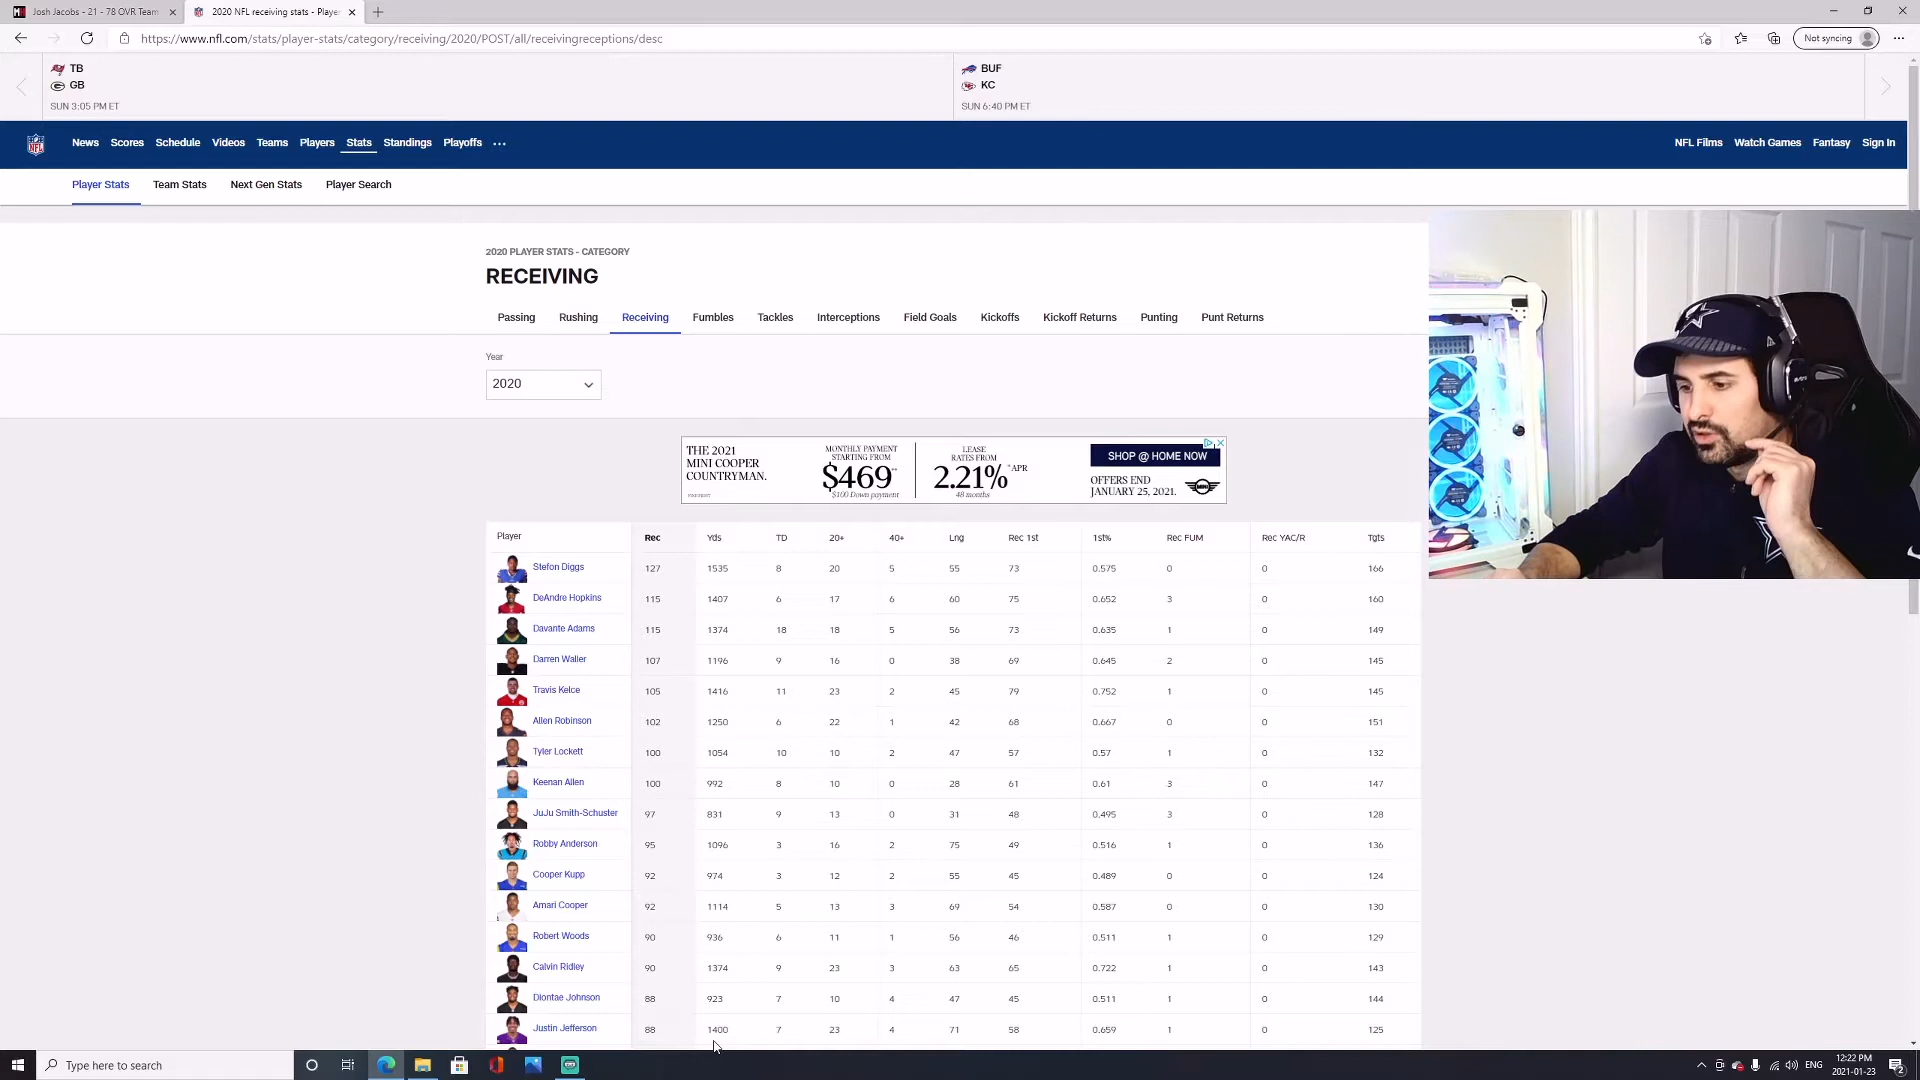 Josh Jacobs - 21 - 78 OVR Team
2020 NFL receiving stats - Player
https://www.nfl.com/stats/player-stats/category/receiving/2020/POST/all/receivingreceptions/desc
Not syncing
TB
GB
SUN 3:05 PM ET
BUF
KC
SUN 6:40 PM ET
News Scores Schedule Videos Teams Players Stats Standings Playoffs ...
NFL Films Watch Games Fantasy Sign In
Player Stats Team Stats Next Gen Stats Player Search
2020 PLAYER STATS - CATEGORY
RECEIVING
Passing Rushing Receiving Fumbles Tackles Interceptions Field Goals Kickoffs Kickoff Returns Punting Punt Returns
Year
2020
THE 2021
MINI COOPER
COUNTRYMAN.
MONTHLY PAYMENT
STARTING FROM
$469**
$100 Down payment
LEASE
RATES FROM
2.21%*APR
48 months
SHOP @ HOME NOW
OFFERS END
JANUARY 25, 2021.
Player Rec Yds TD 20+ 40+ Lng Rec 1st 1st% Rec FUM Rec YAC/R Tgts
Stefon Diggs 127 1535 8 20 5 55 73 0.575 0 0 166
DeAndre Hopkins 115 1407 6 17 6 60 75 0.652 3 0 160
Davante Adams 115 1374 18 18 5 56 73 0.635 1 0 149
Darren Waller 107 1196 9 16 0 38 69 0.645 2 0 145
Travis Kelce 105 1416 11 23 2 45 79 0.752 1 0 145
Allen Robinson 102 1250 6 22 1 42 68 0.667 0 0 151
Tyler Lockett 100 1054 10 10 2 47 57 0.57 1 0 132
Keenan Allen 100 992 8 10 0 28 61 0.61 3 0 147
JuJu Smith-Schuster 97 831 9 13 0 31 48 0.495 3 0 128
Robby Anderson 95 1096 3 16 2 75 49 0.516 1 0 136
Cooper Kupp 92 974 3 12 2 55 45 0.489 0 0 124
Amari Cooper 92 1114 5 13 3 69 54 0.587 0 0 130
Robert Woods 90 936 6 11 1 56 46 0.511 1 0 129
Calvin Ridley 90 1374 9 23 3 63 65 0.722 1 0 143
Diontae Johnson 88 923 7 10 4 47 45 0.511 1 0 144
Justin Jefferson 88 1400 7 23 4 71 58 0.659 1 0 125
Type here to search
ENG
12:22 PM
2021-01-23
2